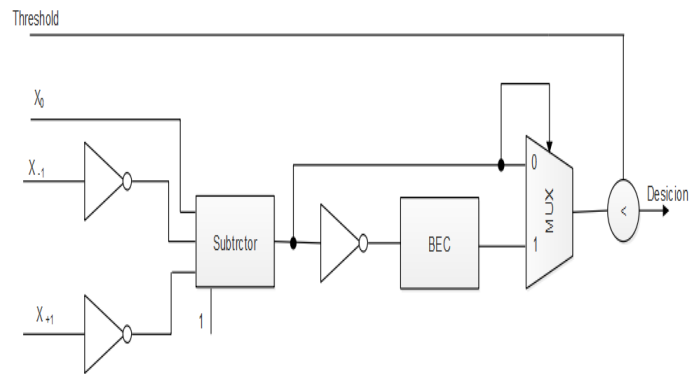 Threshold
X0
X-1
Subtrctor
BEC
0
MUX
1
<
Desicion
X+1
1